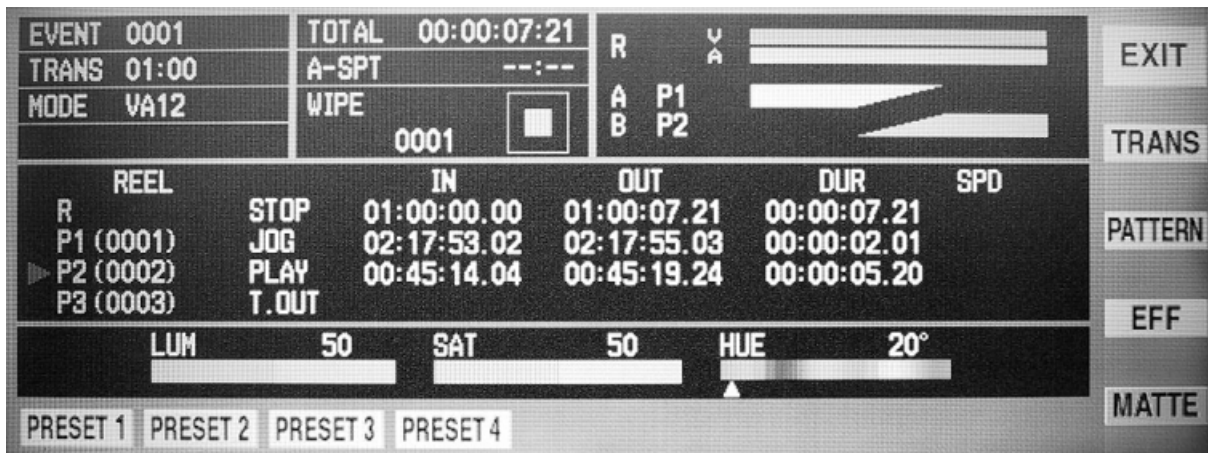 EVENT 0001
TRANS 01:00
MODE VA12
TOTAL 00:00:07:21
A-SPT --:--
WIPE
0001
R V
A
A P1
B P2
REEL IN OUT DUR SPD
R STOP 01:00:00.00 01:00:07.21 00:00:07.21
P1 (0001) JOG 02:17:53.02 02:17:55.03 00:00:02.01
P2 (0002) PLAY 00:45:14.04 00:45:19.24 00:00:05.20
P3 (0003) T.OUT
LUM 50 SAT 50 HUE 20°
PRESET 1 PRESET 2 PRESET 3 PRESET 4
EXIT
TRANS
PATTERN
EFF
MATTE